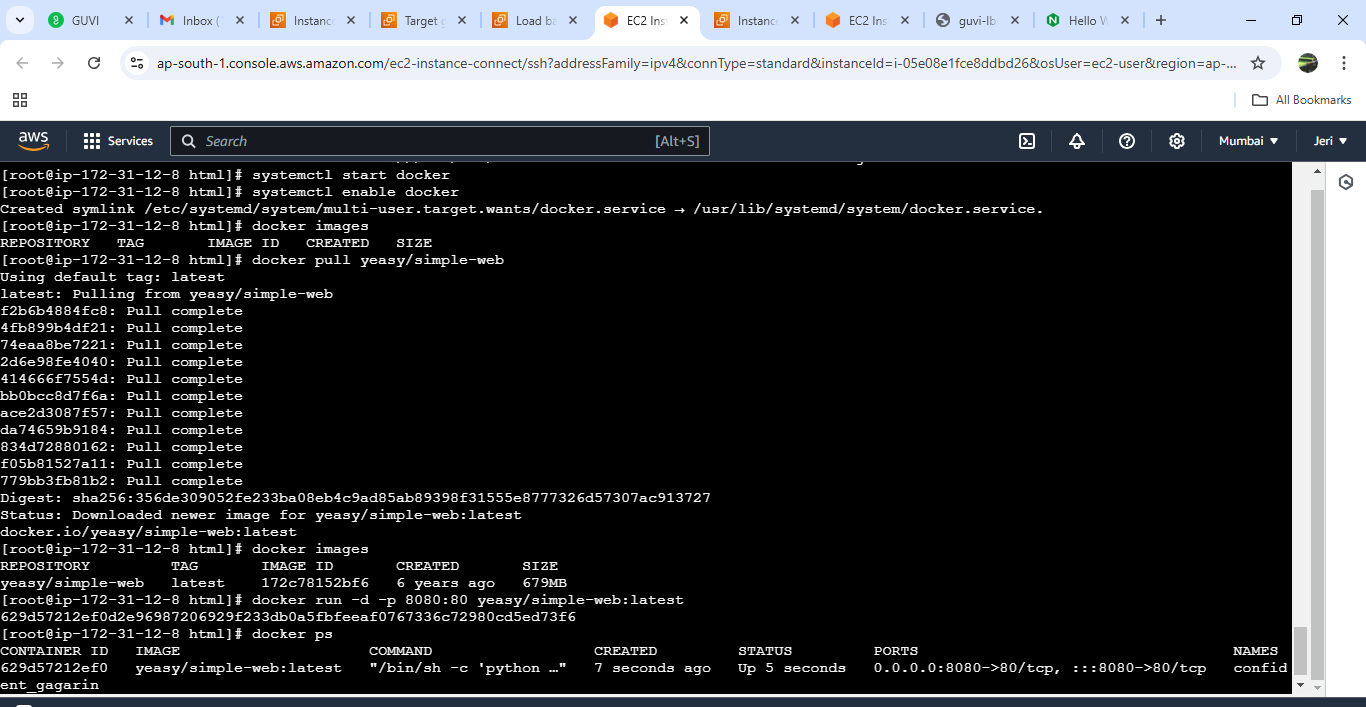 GUVI
Inbox (
Instance
Target g
Load ba
EC2 Ins
Instance
EC2 Ins
guvi-lb
Hello W
ap-south-1.console.aws.amazon.com/ec2-instance-connect/ssh?addressFamily=ipv4&connType=standard&instanceId=i-05e08e1fce8ddbd26&osUser=ec2-user&region=ap-...
All Bookmarks
aws
Services
Search
[Alt+S]
Mumbai
Jeri
[root@ip-172-31-12-8 html]# systemctl start docker
[root@ip-172-31-12-8 html]# systemctl enable docker
Created symlink /etc/systemd/system/multi-user.target.wants/docker.service → /usr/lib/systemd/system/docker.service.
[root@ip-172-31-12-8 html]# docker images
REPOSITORY   TAG       IMAGE ID   CREATED   SIZE
[root@ip-172-31-12-8 html]# docker pull yeasy/simple-web
Using default tag: latest
latest: Pulling from yeasy/simple-web
f2b6b4884fc8: Pull complete
4fb899b4df21: Pull complete
74eaa8be7221: Pull complete
2d6e98fe4040: Pull complete
414666f7554d: Pull complete
bb0bcc8d7f6a: Pull complete
ace2d3087f57: Pull complete
da74659b9184: Pull complete
834d72880162: Pull complete
f05b81527a11: Pull complete
779bb3fb81b2: Pull complete
Digest: sha256:356de309052fe233ba08eb4c9ad85ab89398f31555e8777326d57307ac913727
Status: Downloaded newer image for yeasy/simple-web:latest
docker.io/yeasy/simple-web:latest
[root@ip-172-31-12-8 html]# docker images
REPOSITORY         TAG       IMAGE ID       CREATED       SIZE
yeasy/simple-web   latest    172c78152bf6   6 years ago   679MB
[root@ip-172-31-12-8 html]# docker run -d -p 8080:80 yeasy/simple-web:latest
629d57212ef0d2e96987206929f233db0a5fbfeeaf0767336c72980cd5ed73f6
[root@ip-172-31-12-8 html]# docker ps
CONTAINER ID   IMAGE                     COMMAND                  CREATED         STATUS         PORTS                                   NAMES
629d57212ef0   yeasy/simple-web:latest   "/bin/sh -c 'python …"   7 seconds ago   Up 5 seconds   0.0.0.0:8080->80/tcp, :::8080->80/tcp   confid
ent_gagarin